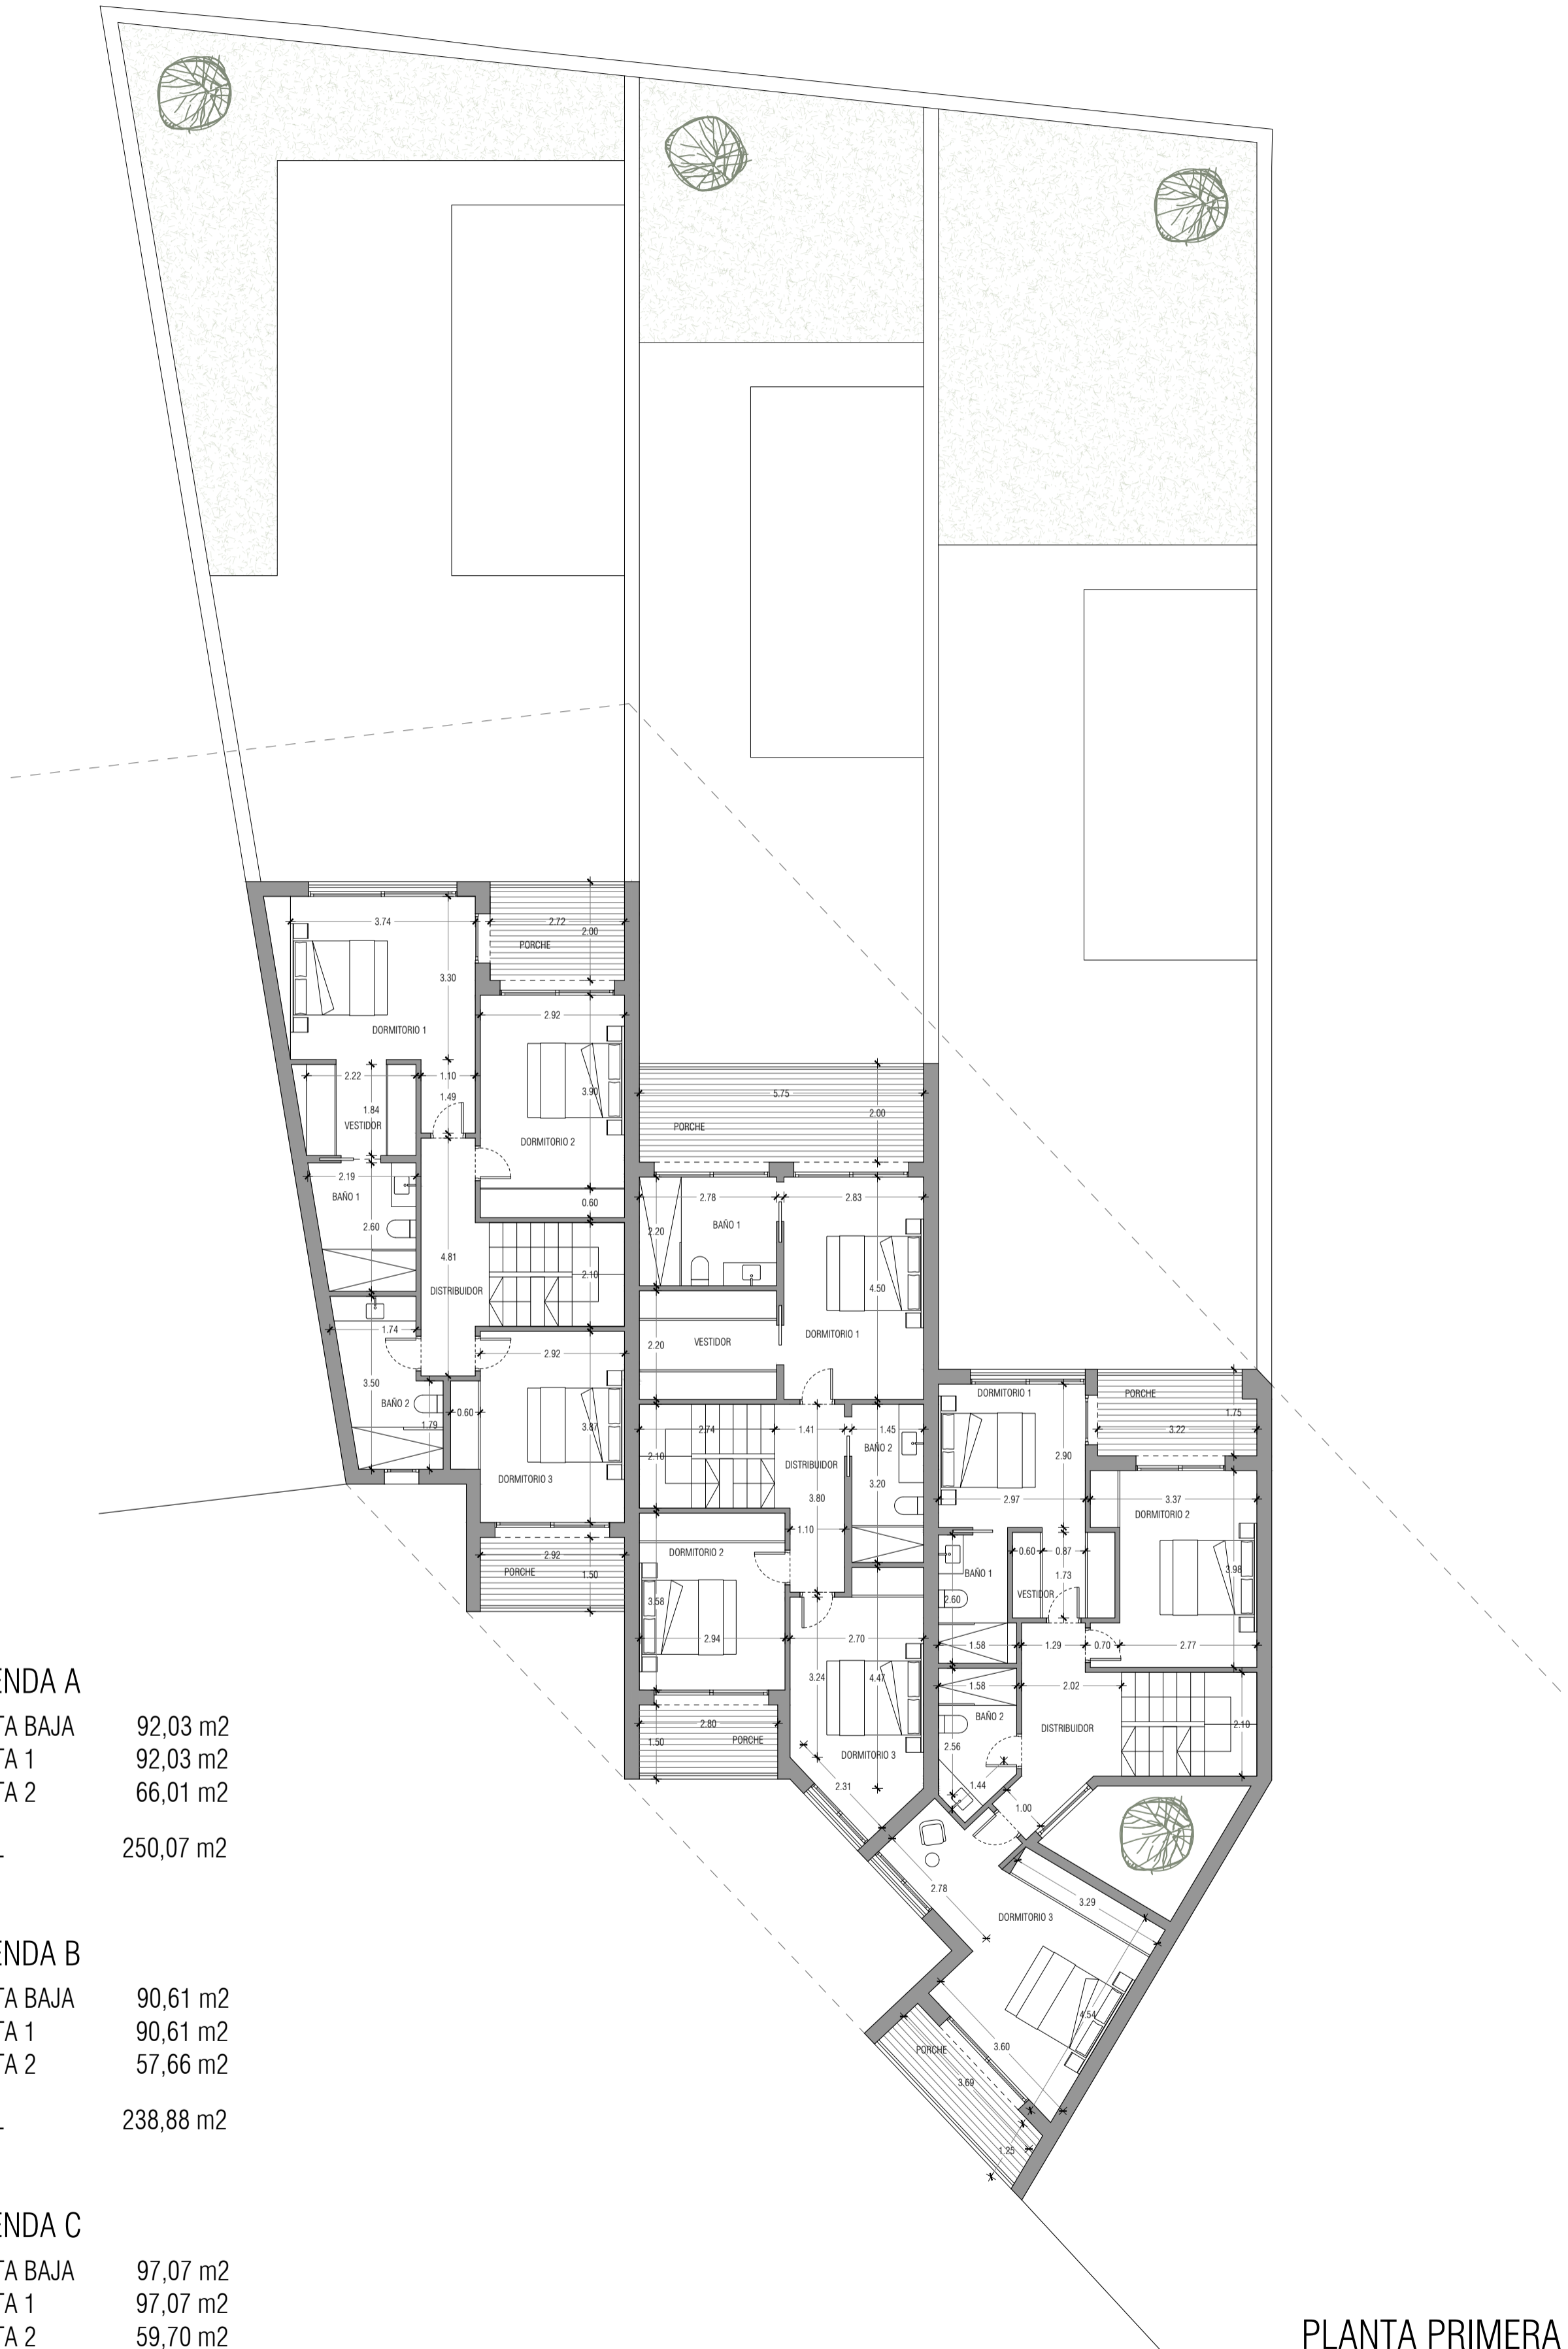 3.74
2.72
2.00
PORCHE
3.30
2.92
DORMITORIO 1
2.22
1.10
3.90
1.49
1.84
VESTIDOR
DORMITORIO 2
2.19
BAÑO 1
0.60
2.60
4.81
2.10
DISTRIBUIDOR
1.74
2.92
3.50
BAÑO 2
0.60
1.79
3.87
DORMITORIO 3
2.92
PORCHE
1.50
5.75
2.00
PORCHE
2.78
2.83
BAÑO 1
2.20
4.50
DORMITORIO 1
VESTIDOR
2.20
2.74
1.41
1.45
BAÑO 2
2.10
DISTRIBUIDOR
3.20
3.80
1.10
DORMITORIO 2
3.58
2.94
2.70
3.24
4.47
2.80
PORCHE
1.50
DORMITORIO 3
2.31
DORMITORIO 1
PORCHE
1.75
3.22
2.90
2.97
3.37
DORMITORIO 2
0.60
0.87
BAÑO 1
1.73
3.98
VESTIDOR
2.60
1.58
1.29
0.70
2.77
1.58
2.02
BAÑO 2
DISTRIBUIDOR
2.10
2.56
1.44
1.00
2.78
3.29
DORMITORIO 3
4.54
3.60
PORCHE
3.69
1.25
ENDA A
TA BAJA 92,03 m2
TA 1 92,03 m2
TA 2 66,01 m2
L 250,07 m2
ENDA B
TA BAJA 90,61 m2
TA 1 90,61 m2
TA 2 57,66 m2
L 238,88 m2
ENDA C
TA BAJA 97,07 m2
TA 1 97,07 m2
TA 2 59,70 m2
PLANTA PRIMERA